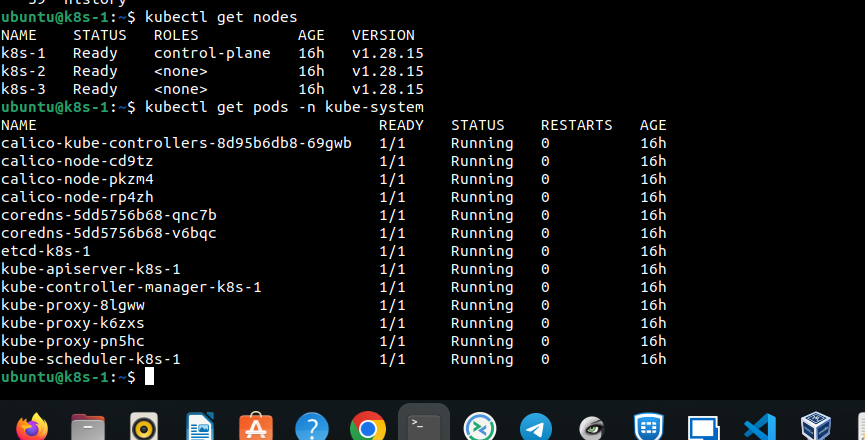 39  history
ubuntu@k8s-1:~$ kubectl get nodes
NAME    STATUS   ROLES           AGE   VERSION
k8s-1   Ready    control-plane   16h   v1.28.15
k8s-2   Ready    <none>          16h   v1.28.15
k8s-3   Ready    <none>          16h   v1.28.15
ubuntu@k8s-1:~$ kubectl get pods -n kube-system
NAME                                      READY   STATUS    RESTARTS   AGE
calico-kube-controllers-8d95b6db8-69gwb   1/1     Running   0          16h
calico-node-cd9tz                         1/1     Running   0          16h
calico-node-pkzm4                         1/1     Running   0          16h
calico-node-rp4zh                         1/1     Running   0          16h
coredns-5dd5756b68-qnc7b                  1/1     Running   0          16h
coredns-5dd5756b68-v6bqc                  1/1     Running   0          16h
etcd-k8s-1                                1/1     Running   0          16h
kube-apiserver-k8s-1                      1/1     Running   0          16h
kube-controller-manager-k8s-1             1/1     Running   0          16h
kube-proxy-8lgww                          1/1     Running   0          16h
kube-proxy-k6zxs                          1/1     Running   0          16h
kube-proxy-pn5hc                          1/1     Running   0          16h
kube-scheduler-k8s-1                      1/1     Running   0          16h
ubuntu@k8s-1:~$